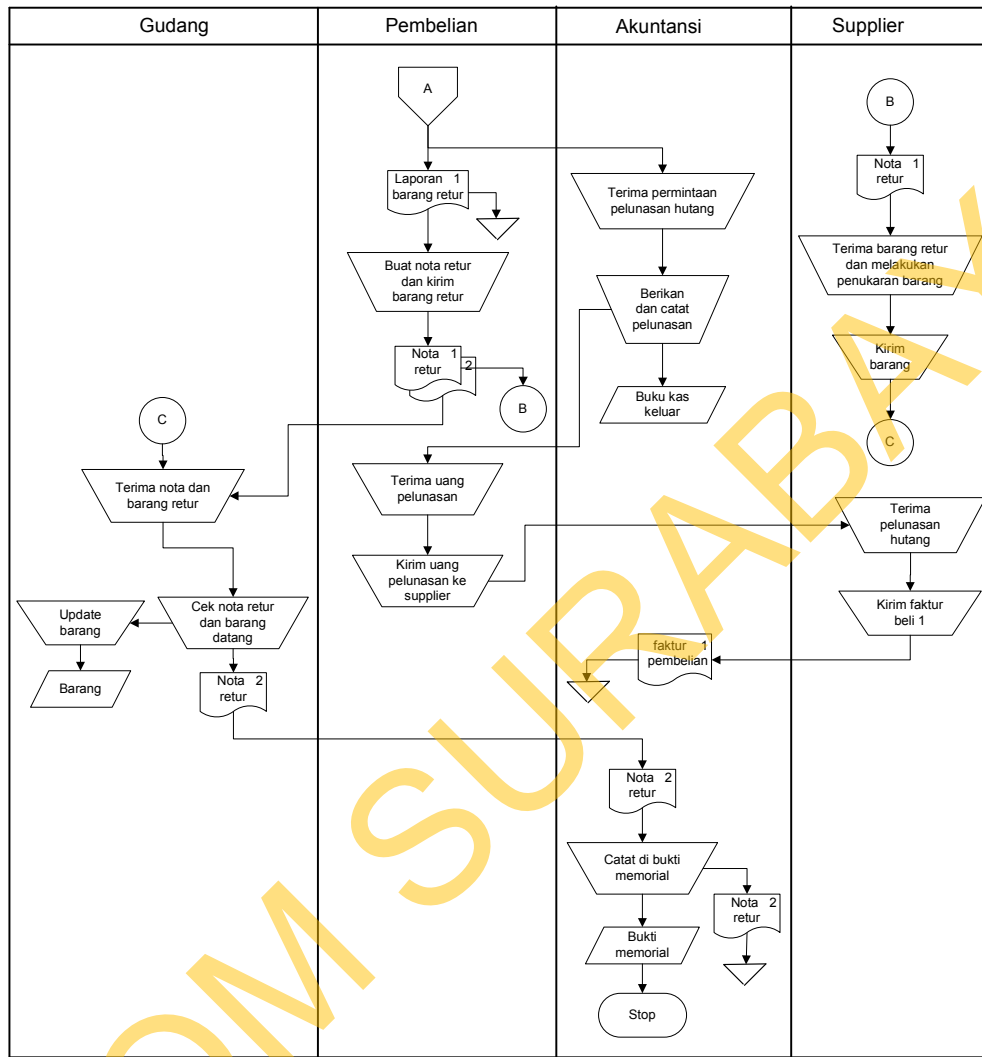 Gudang
Pembelian
Akuntansi
Supplier
A
Laporan 1
barang retur
Buat nota retur
dan kirim
barang retur
Nota 1
retur
2
B
Terima permintaan
pelunasan hutang
Berikan
dan catat
pelunasan
Buku kas
keluar
B
Nota 1
retur
Terima barang retur
dan melakukan
penukaran barang
Kirim
barang
C
C
Terima nota dan
barang retur
Terima uang
pelunasan
Kirim uang
pelunasan ke
supplier
Terima
pelunasan
hutang
Kirim faktur
beli 1
faktur 1
pembelian
Cek nota retur
dan barang
datang
Update
barang
Barang
Nota 2
retur
Nota 2
retur
Catat di bukti
memorial
Nota 2
retur
Bukti
memorial
Stop
OM SURABAY